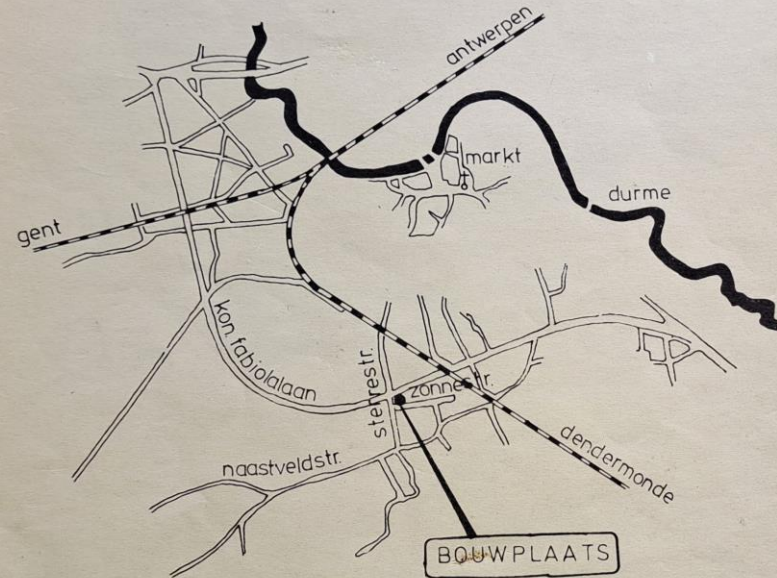 antwerpen
markt
durme
gent
kon. fabiolalaan
sterrestr.
zonnestr.
naastveldstr.
dendermonde
BOUWPLAATS